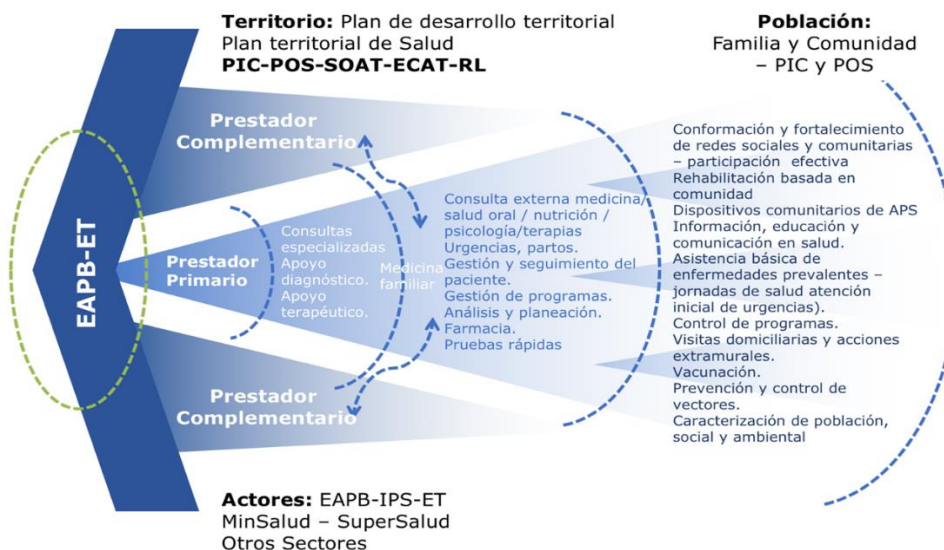 Territorio: Plan de desarrollo territorial
Plan territorial de Salud
PIC-POS-SOAT-ECAT-RL
Población:
Familia y Comunidad
– PIC y POS
EAPB-ET
Prestador
Complementario
Prestador
Primario
Consultas
especializadas
Apoyo
diagnóstico.
Apoyo
terapéutico.
Medicina
familiar
Consulta externa medicina/
salud oral / nutrición /
psicología/terapias
Urgencias, partos.
Gestión y seguimiento del
paciente.
Gestión de programas.
Análisis y planeación.
Farmacia.
Pruebas rápidas
Conformación y fortalecimiento
de redes sociales y comunitarias
– participación efectiva
Rehabilitación basada en
comunidad
Dispositivos comunitarios de APS
Información, educación y
comunicación en salud.
Asistencia básica de
enfermedades prevalentes –
jornadas de salud atención
inicial de urgencias).
Control de programas.
Visitas domiciliarias y acciones
extramurales.
Vacunación.
Prevención y control de
vectores.
Caracterización de población,
social y ambiental
Prestador
Complementario
Actores: EAPB-IPS-ET
MinSalud – SuperSalud
Otros Sectores